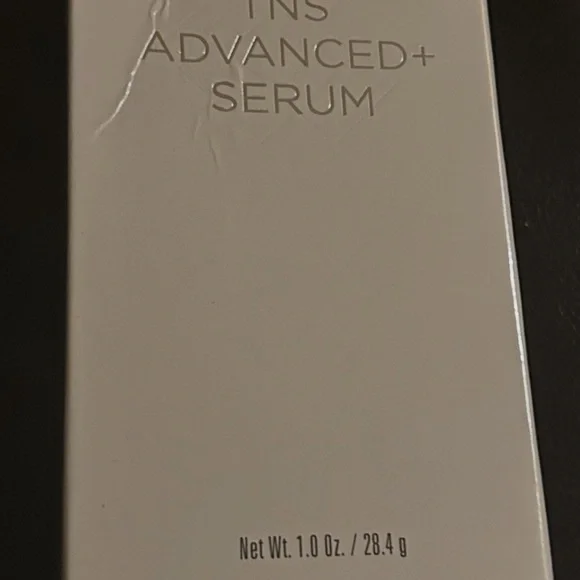 TNS
ADVANCED+
SERUM
Net Wt. 1.0 Oz. / 28.4 g